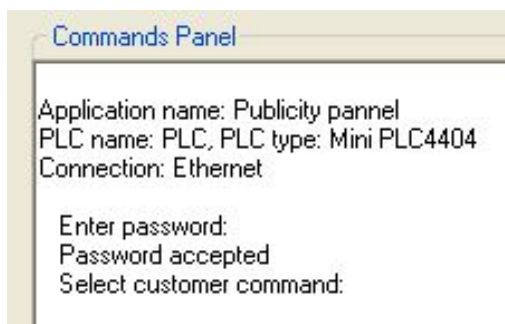 Commands Panel
Application name: Publicity pannel
PLC name: PLC, PLC type: Mini PLC4404
Connection: Ethernet
Enter password:
Password accepted
Select customer command: